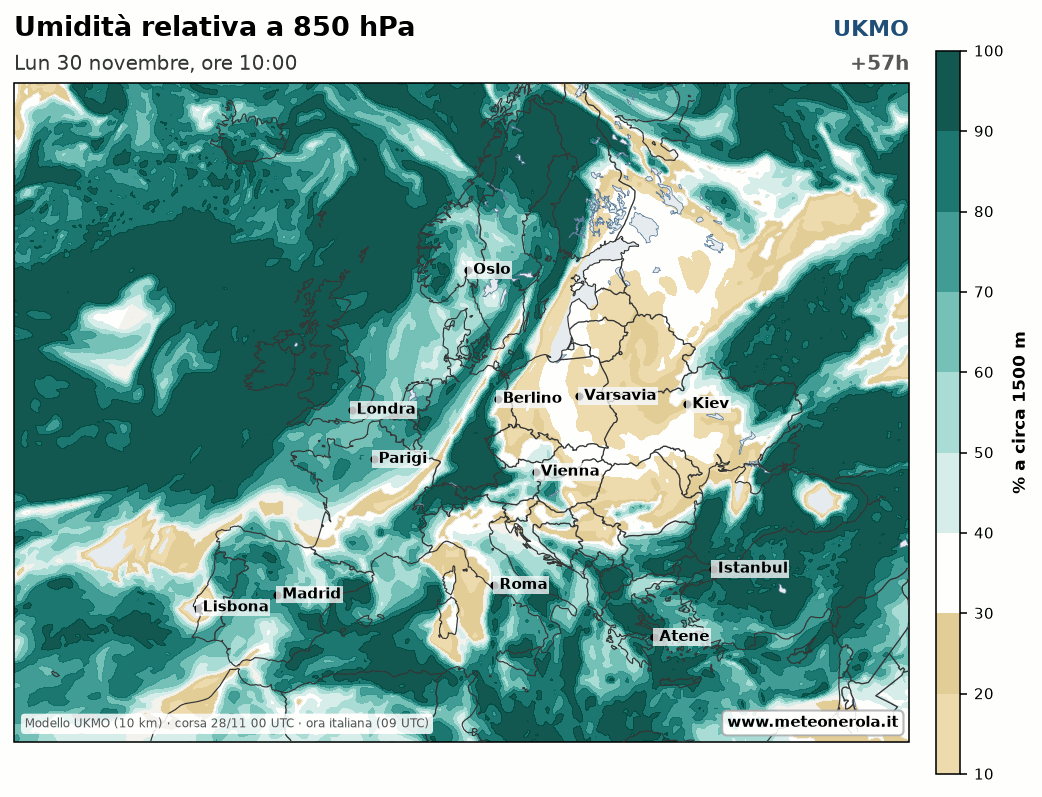 Umidità relativa a 850 hPa
UKMO
Lun 30 novembre, ore 10:00
+57h
100
90
80
70
60
50
40
30
20
10
% a circa 1500 m
Oslo
Berlino
Varsavia
Kiev
Londra
Parigi
Vienna
Istanbul
Roma
Madrid
Lisbona
Atene
Modello UKMO (10 km) · corsa 28/11 00 UTC · ora italiana (09 UTC)
www.meteonerola.it